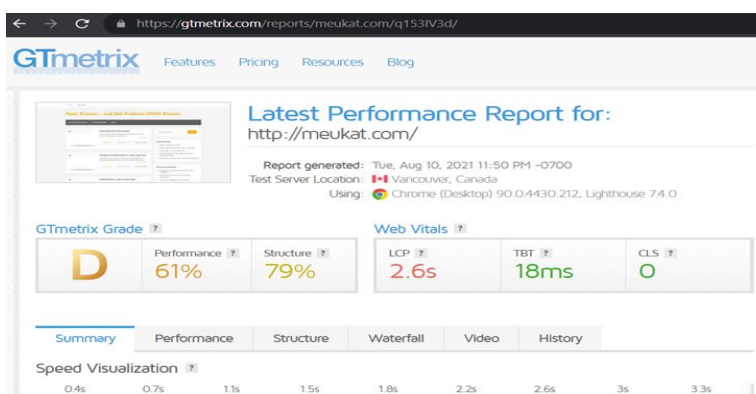 https://gtmetrix.com/reports/meukat.com/q153IV3d/
GTmetrix Features Pricing Resources Blog
Latest Performance Report for:
http://meukat.com/
Report generated: Tue, Aug 10, 2021 11:50 PM -0700
Test Server Location: Vancouver, Canada
Using: Chrome (Desktop) 90.0.4430.212, Lighthouse 7.4.0
GTmetrix Grade ? Web Vitals ?
Performance ? Structure ? LCP ? TBT ? CLS ?
D 61% 79% 2.6s 18ms 0
Summary Performance Structure Waterfall Video History
Speed Visualization ?
0.4s 0.7s 1.1s 1.5s 1.8s 2.2s 2.6s 3s 3.3s